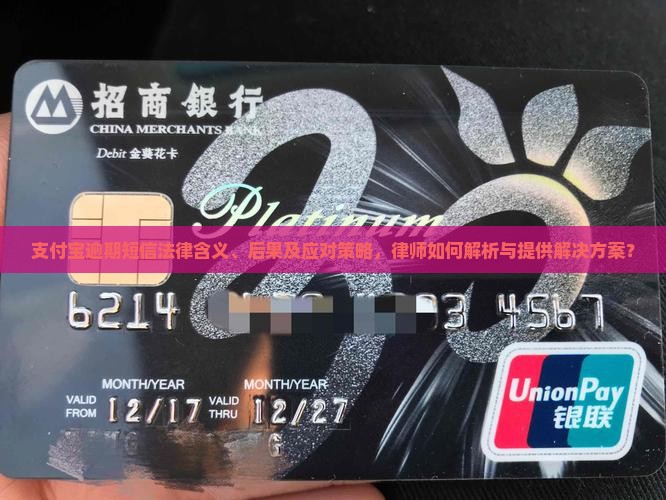 招商銀行
CHINA MERCHANTS BANK
Debit 金葵花卡
Platinum
支付宝逾期短信法律含义、后果及应对策略，律师如何解析与提供解决方案？
6214 03 4567
MONTH/YEAR MONTH/YEAR
VALID FROM 12/17 VALID THRU 12/27
G G
UnionPay
银联